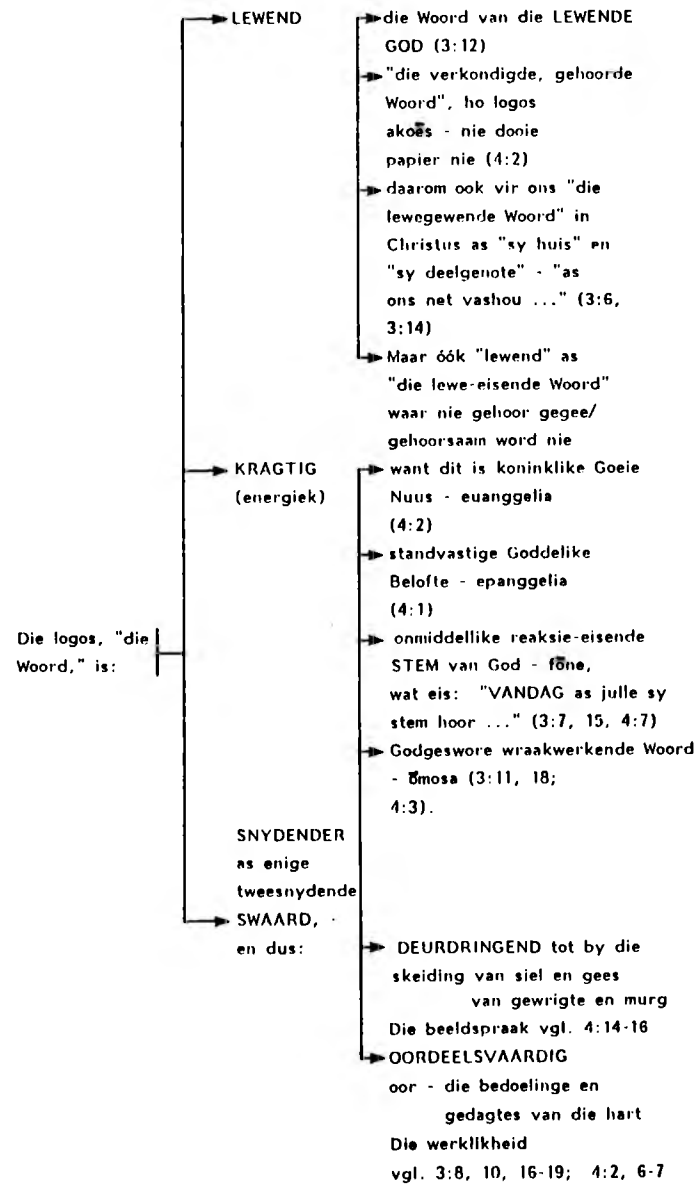 Die logos, "die
Woord," is:
LEWEND
die Woord van die LEWENDE
GOD (3:12)
"die verkondigde, gehoorde
Woord", ho logos
akoēs - nie dooie
papier nie (4:2)
daarom ook vir ons "die
lewegewende Woord" in
Christus as "sy huis" en
"sy deelgenote" - "as
ons net vashou ..." (3:6,
3:14)
Maar óók "lewend" as
"die lewe-eisende Woord"
waar nie gehoor gegee/
gehoorsaam word nie
KRAGTIG
(energiek)
want dit is koninklike Goeie
Nuus - euanggelia
(4:2)
standvastige Goddelike
Belofte - epanggelia
(4:1)
onmiddellike reaksie-eisende
STEM van God - fōne,
wat eis: "VANDAG as julle sy
stem hoor ..." (3:7, 15, 4:7)
Godgeswore wraakwerkende Woord
- ōmosa (3:11, 18;
4:3).
SNYDENDER
as enige
tweesnydende
SWAARD,
en dus:
DEURDRINGEND tot by die
skeiding van siel en gees
van gewrigte en murg
Die beeldspraak vgl. 4:14-16
OORDEELSVAARDIG
oor - die bedoelinge en
gedagtes van die hart
Die werklikheid
vgl. 3:8, 10, 16-19; 4:2, 6-7